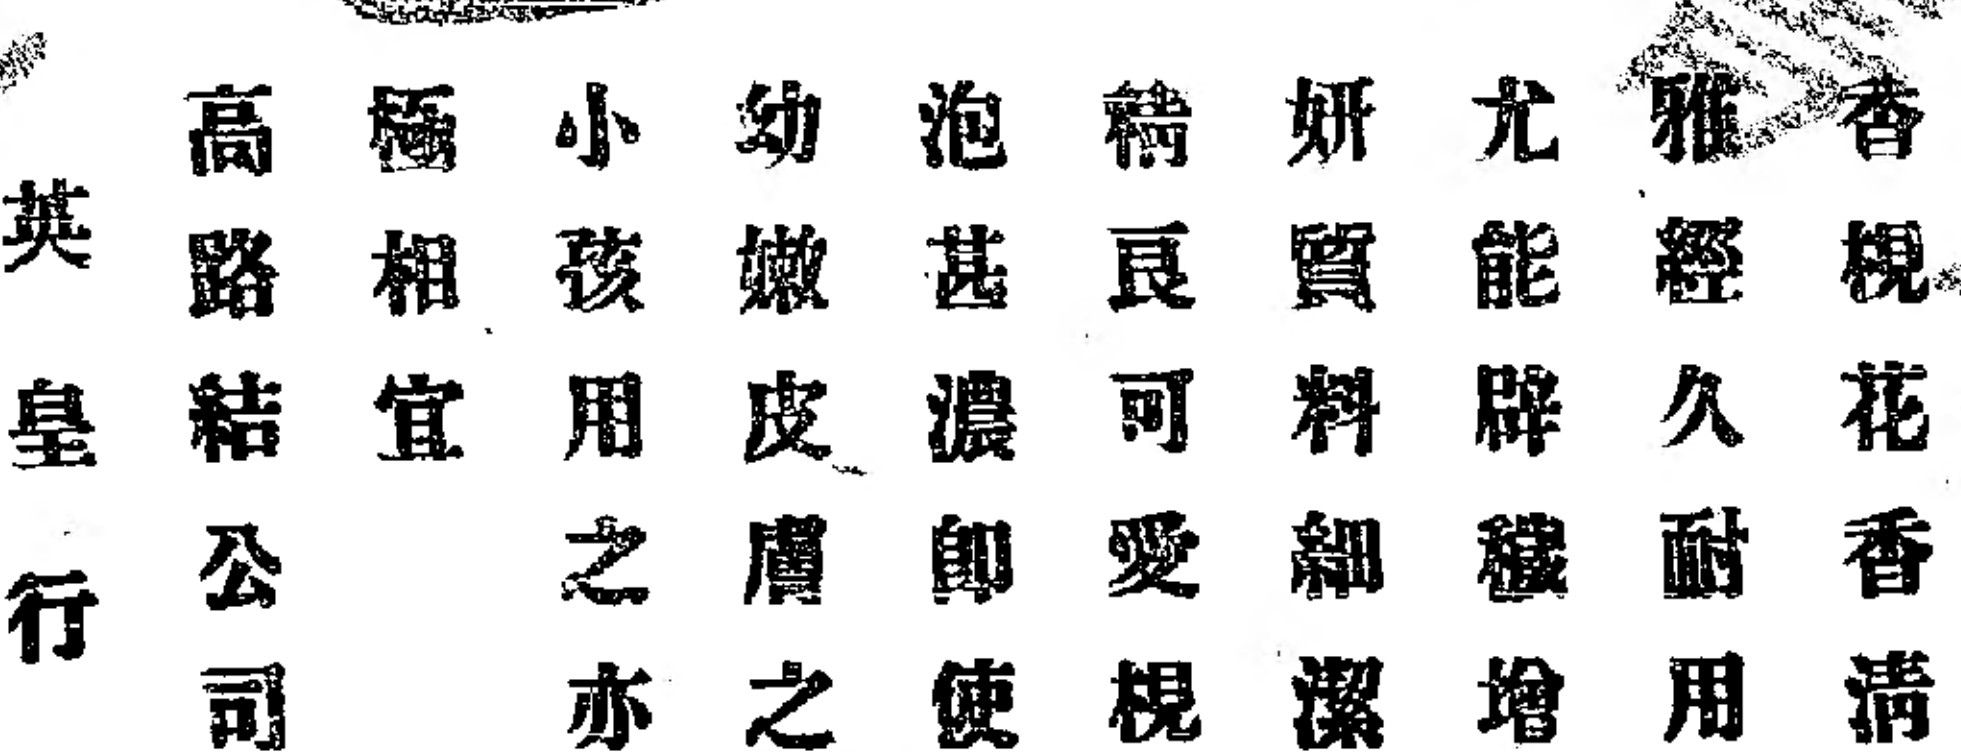 香梘花香清
雅經久耐用
尤能辟穢增
妍質料細潔
精良可愛梘
泡甚濃卽使
幼嫩皮膚之
小孩用之亦
極相宜
高路結公司
英皇行